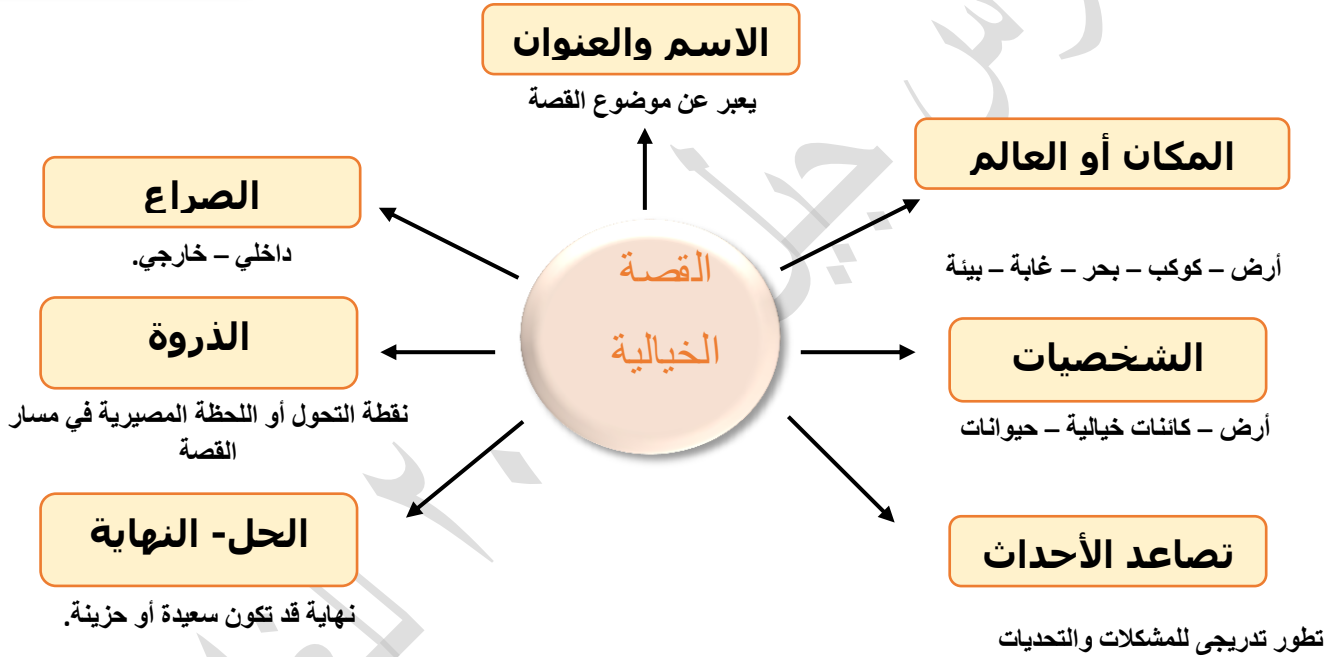 الاسم والعنوان
يعبر عن موضوع القصة
المكان أو العالم
أرض – كوكب – بحر – غابة – بيئة
الشخصيات
أرض – كائنات خيالية – حيوانات
تصاعد الأحداث
تطور تدريجي للمشكلات والتحديات
القصة
الخيالية
الصراع
داخلي – خارجي.
الذروة
نقطة التحول أو اللحظة المصيرية في مسار
القصة
الحل- النهاية
نهاية قد تكون سعيدة أو حزينة.